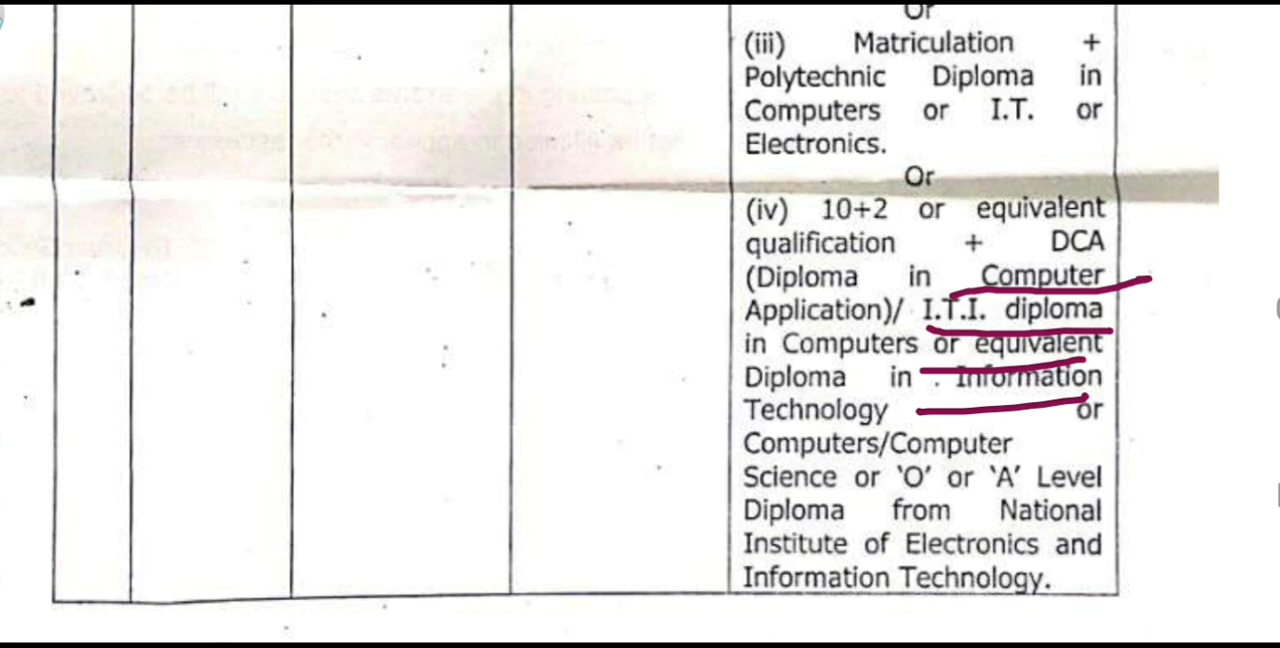 Or
(iii) Matriculation +
Polytechnic Diploma in
Computers or I.T. or
Electronics.
Or
(iv) 10+2 or equivalent
qualification + DCA
(Diploma in Computer
Application)/ I.T.I. diploma
in Computers or equivalent
Diploma in Information
Technology or
Computers/Computer
Science or ‘O’ or ‘A’ Level
Diploma from National
Institute of Electronics and
Information Technology.